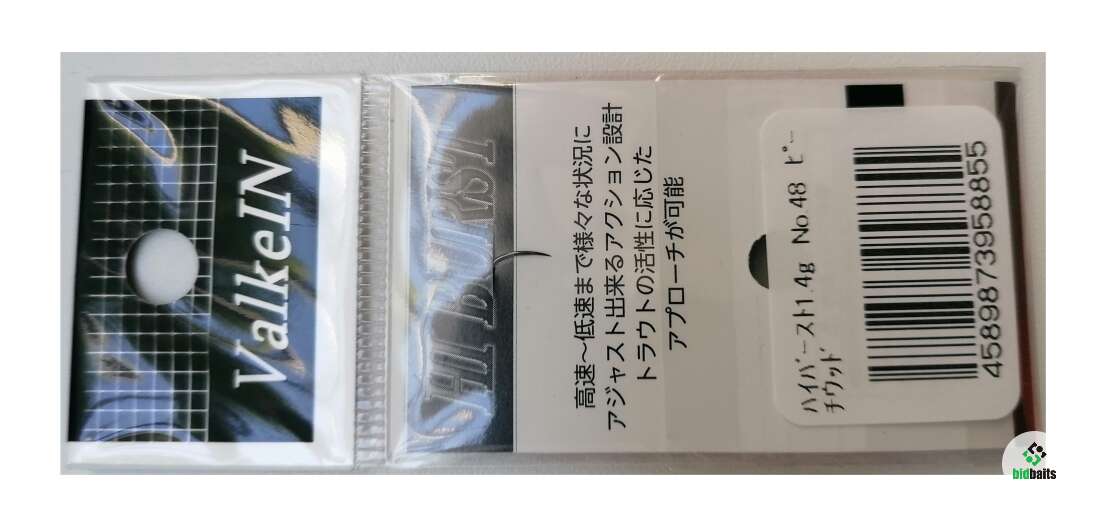 ValkeIN
HI BURST
高速～低速まで様々な状況に
アジャスト出来るアクション設計
トラウトの活性に応じた
アプローチが可能
ﾊｲﾊﾞｰｽﾄ1.4g No.48 ﾋﾟｰ
ﾁｳｯﾄﾞ
4589873958855
bidbaits